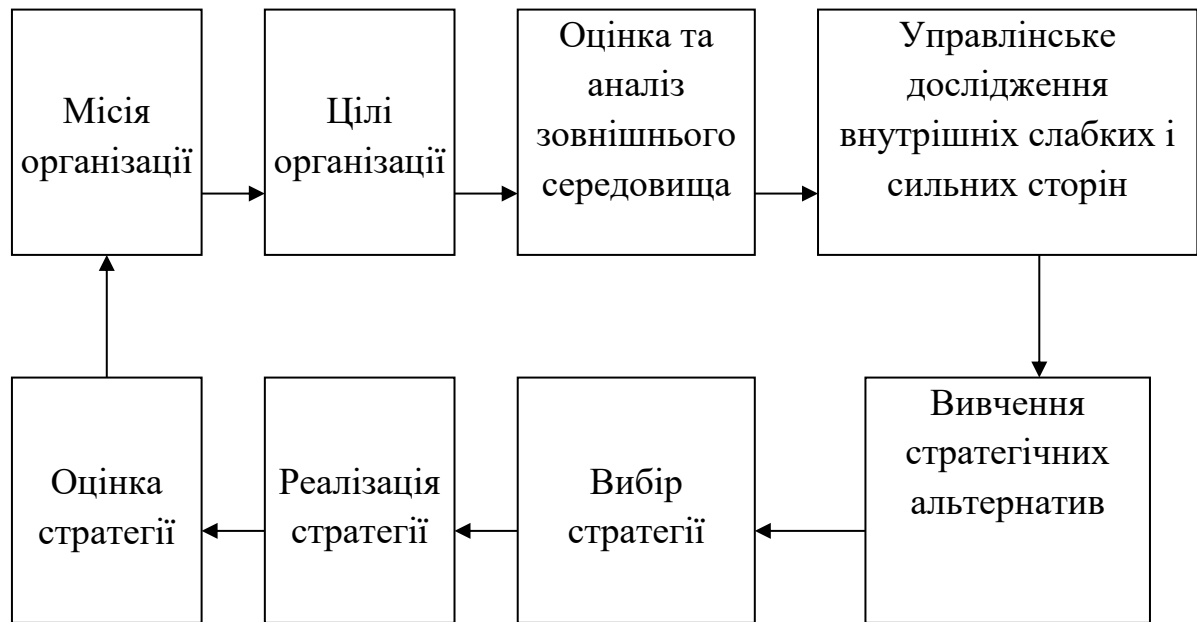 Місія
організації
Цілі
організації
Оцінка та
аналіз
зовнішнього
середовища
Управлінське
дослідження
внутрішніх слабких і
сильних сторін
Оцінка
стратегії
Реалізація
стратегії
Вибір
стратегії
Вивчення
стратегічних
альтернатив